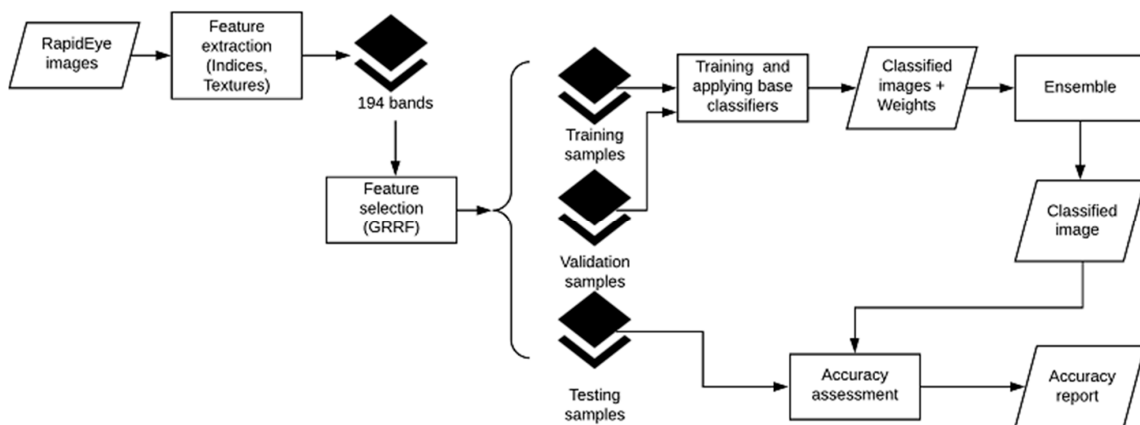 RapidEye
images
Feature
extraction
(Indices,
Textures)
194 bands
Feature
selection
(GRRF)
Training
samples
Validation
samples
Testing
samples
Training and
applying base
classifiers
Classified
images +
Weights
Ensemble
Classified
image
Accuracy
assessment
Accuracy
report